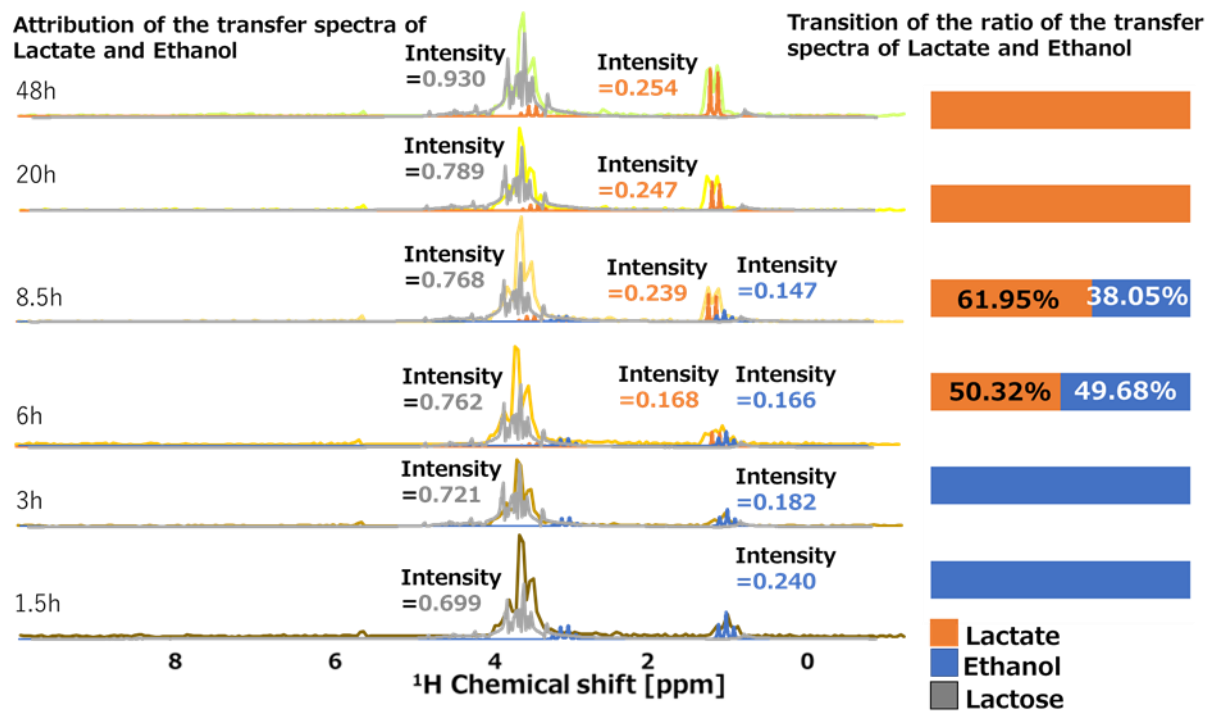 Attribution of the transfer spectra of
Lactate and Ethanol
Transition of the ratio of the transfer
spectra of Lactate and Ethanol
48h
Intensity
=0.930
Intensity
=0.254
20h
Intensity
=0.789
Intensity
=0.247
8.5h
Intensity
=0.768
Intensity
=0.239
Intensity
=0.147
61.95%
38.05%
6h
Intensity
=0.762
Intensity
=0.168
Intensity
=0.166
50.32%
49.68%
3h
Intensity
=0.721
Intensity
=0.182
1.5h
Intensity
=0.699
Intensity
=0.240
8 6 4 2 0
¹H Chemical shift [ppm]
Lactate
Ethanol
Lactose